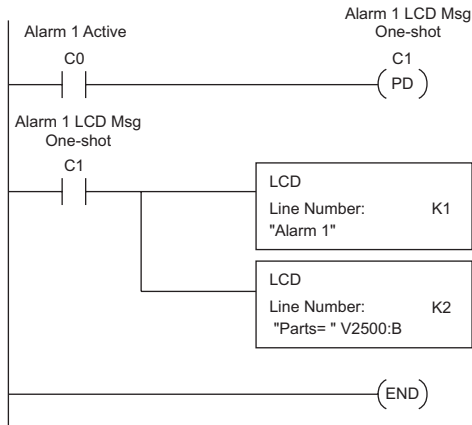 Alarm 1 Active
Alarm 1 LCD Msg
One-shot
C0
C1
PD
Alarm 1 LCD Msg
One-shot
C1
LCD
Line Number: K1
"Alarm 1"
LCD
Line Number: K2
"Parts= " V2500:B
END